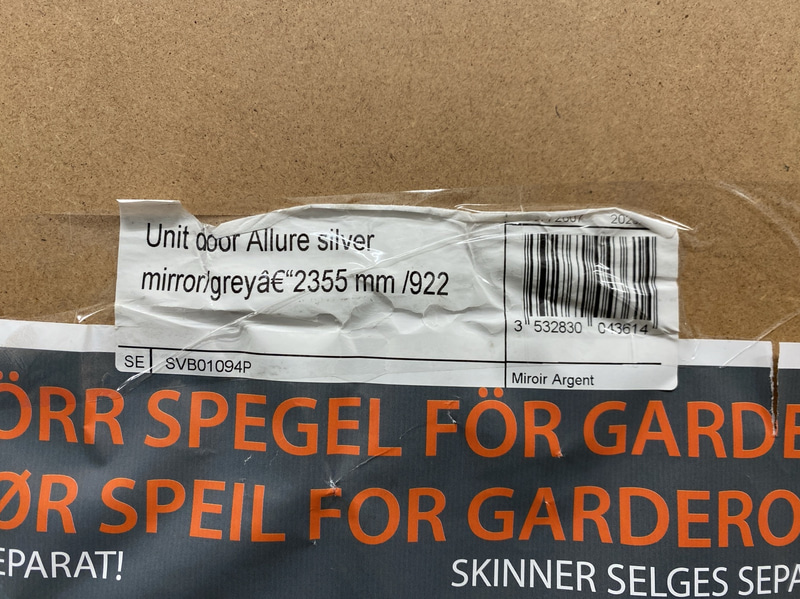 Unit door Allure silver
mirror/greyâ€“2355 mm /922
3 532830 043614
SE SVB01094P
Miroir Argent
ÖRR SPEGEL FÖR GARDE
ØR SPEIL FOR GARDERO
EPARAT!
SKINNER SELGES SEPA